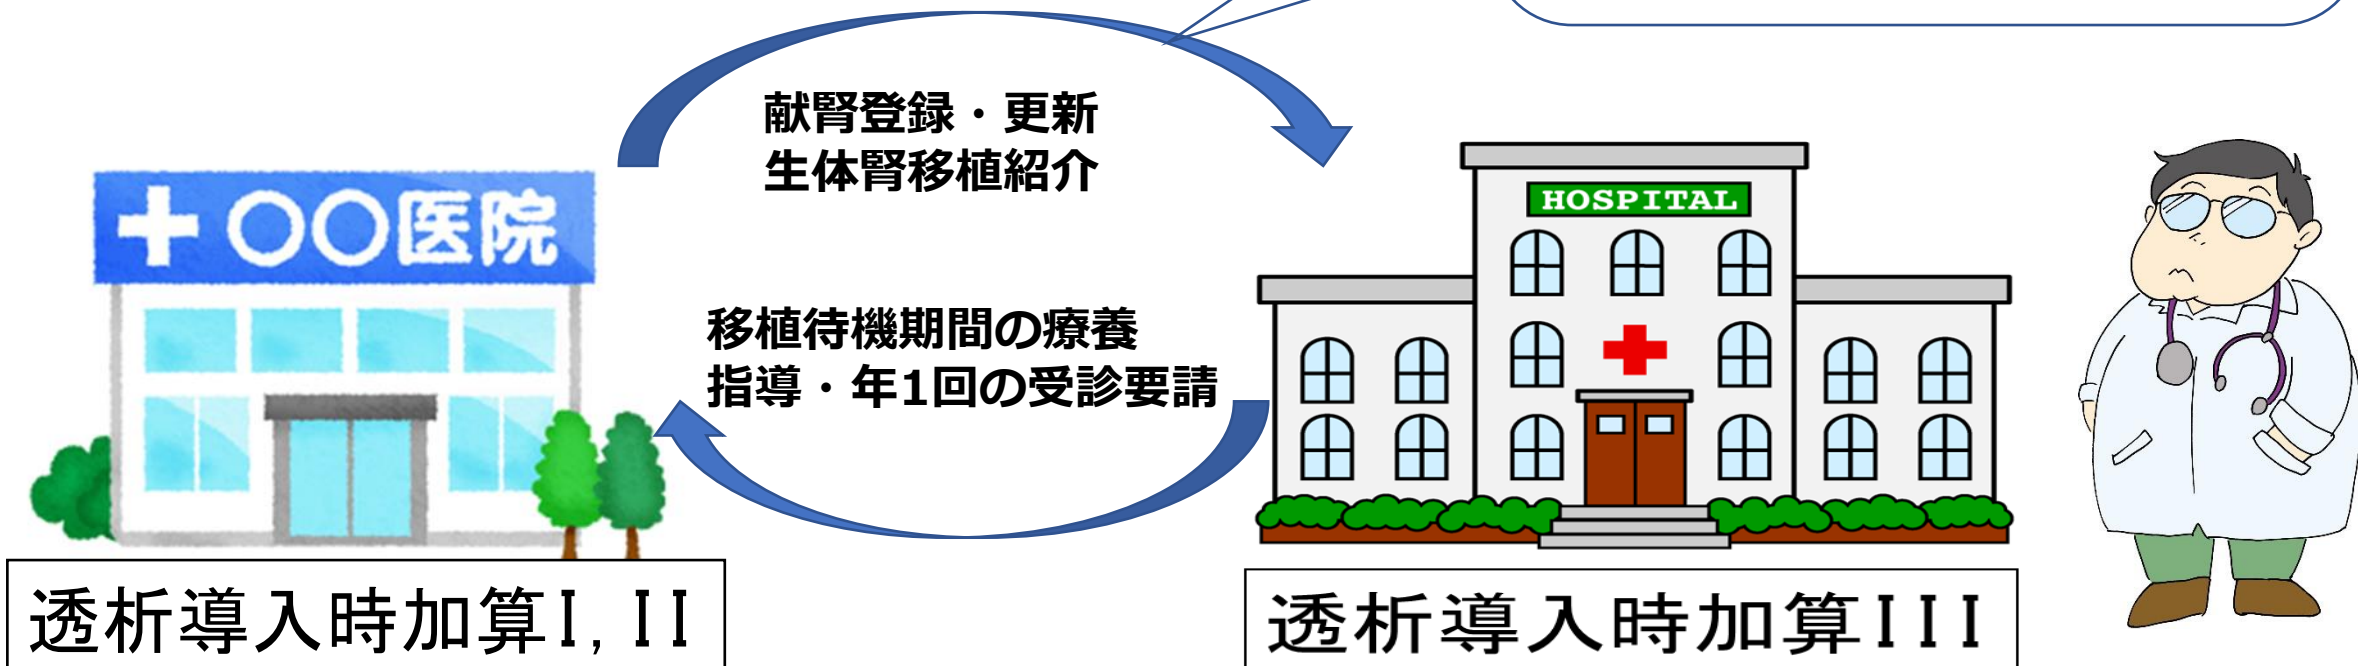 献腎登録・更新
生体腎移植紹介
○○医院
HOSPITAL
移植待機期間の療養
指導・年1回の受診要請
透析導入時加算I, II
透析導入時加算III